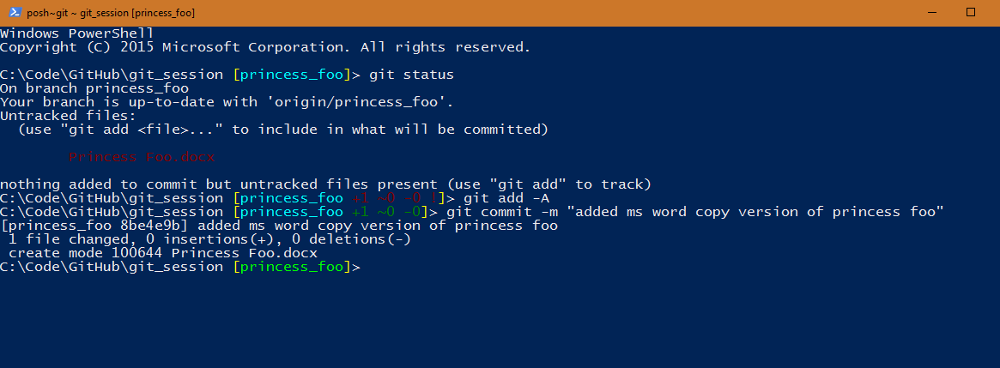 posh~git ~ git_session [princess_foo]
Windows PowerShell
Copyright (C) 2015 Microsoft Corporation. All rights reserved.
C:\Code\GitHub\git_session [princess_foo]> git status
On branch princess_foo
Your branch is up-to-date with 'origin/princess_foo'.
Untracked files:
  (use "git add <file>..." to include in what will be committed)
        Princess Foo.docx
nothing added to commit but untracked files present (use "git add" to track)
C:\Code\GitHub\git_session [princess_foo +1 ~0 -0 !]> git add -A
C:\Code\GitHub\git_session [princess_foo +1 ~0 -0]> git commit -m "added ms word copy version of princess foo"
[princess_foo 8be4e9b] added ms word copy version of princess foo
 1 file changed, 0 insertions(+), 0 deletions(-)
 create mode 100644 Princess Foo.docx
C:\Code\GitHub\git_session [princess_foo]>